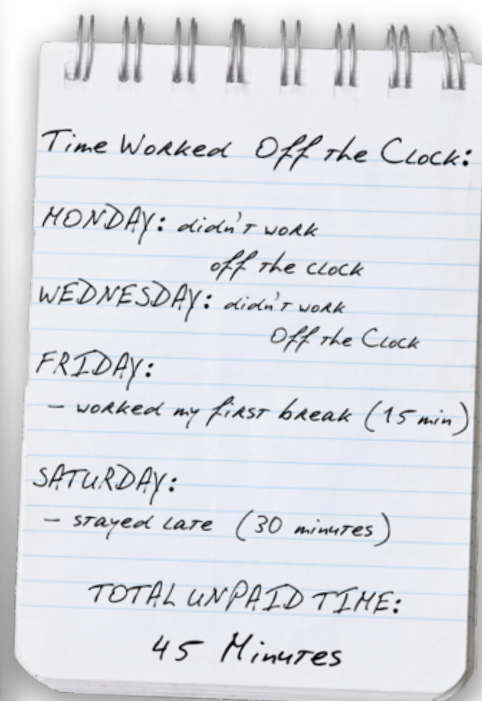 Time Worked Off the Clock:
MONDAY: didn't work
off the clock
WEDNESDAY: didn't work
Off the Clock
FRIDAY:
- worked my first break (15 min)
SATURDAY:
- stayed late (30 minutes)
TOTAL UNPAID TIME:
45 Minutes